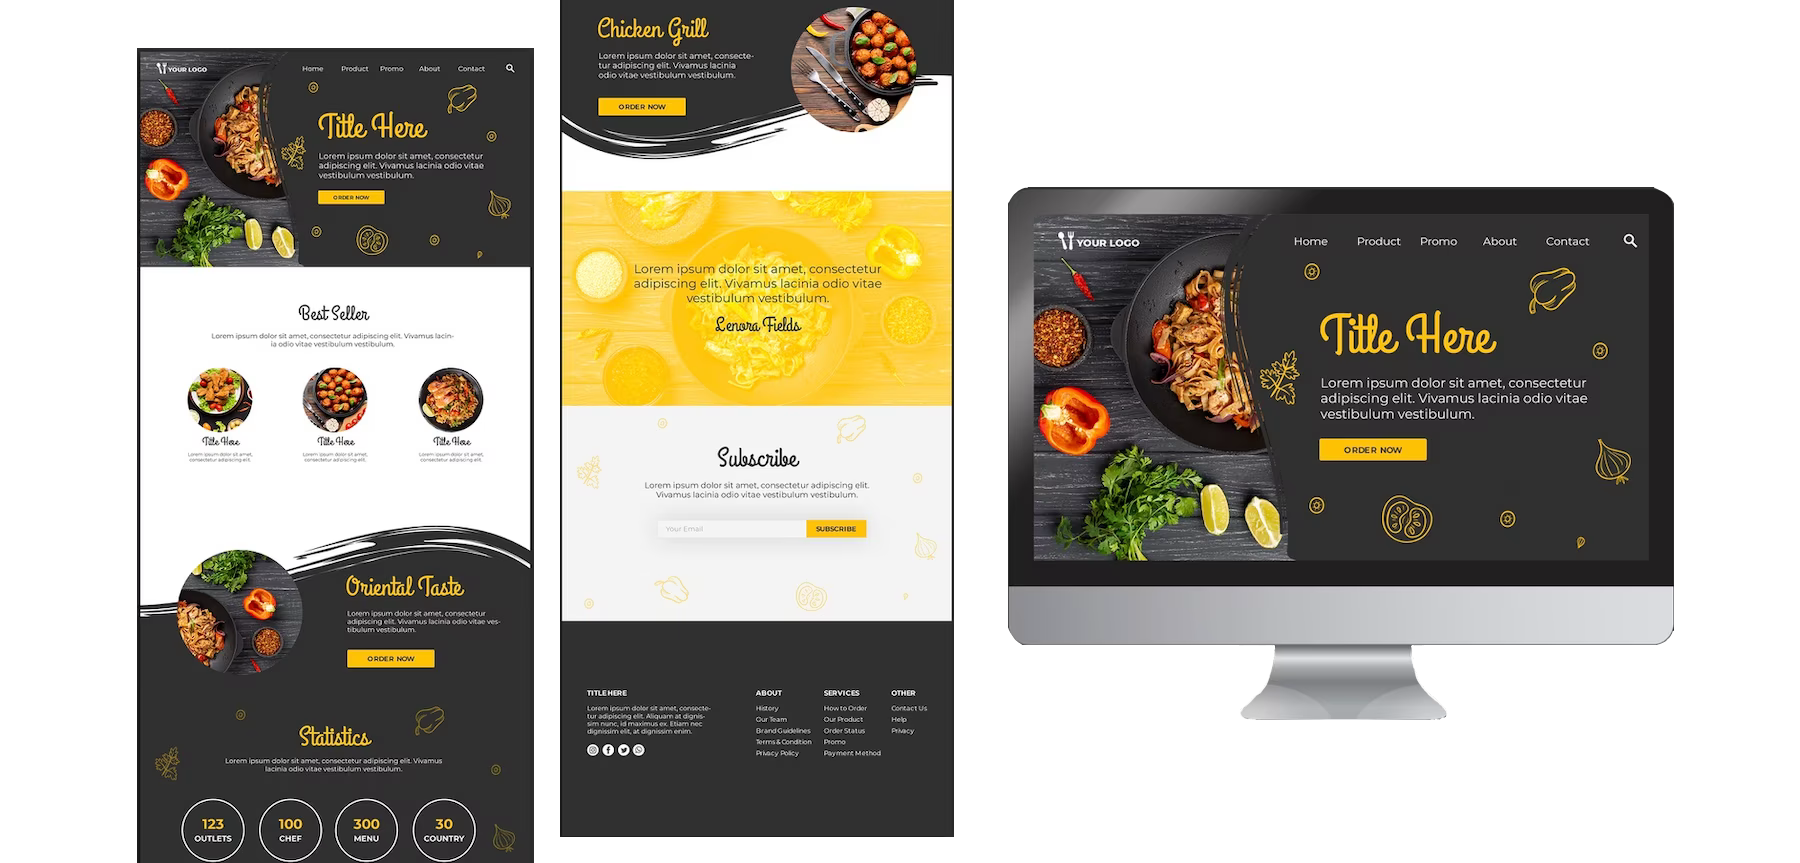 YOUR LOGO
Home Product Promo About Contact
Title Here
Lorem ipsum dolor sit amet, consectetur
adipiscing elit. Vivamus lacinia odio vitae
vestibulum vestibulum.
ORDER NOW
Best Seller
Lorem ipsum dolor sit amet, consectetur adipiscing elit. Vivamus lacin-
ia odio vitae vestibulum vestibulum.
Title Here
Lorem ipsum dolor sit amet,
consectetur adipiscing elit.
Title Here
Lorem ipsum dolor sit amet,
consectetur adipiscing elit.
Title Here
Lorem ipsum dolor sit amet,
consectetur adipiscing elit.
Oriental Taste
Lorem ipsum dolor sit amet, consectetur
adipiscing elit. Vivamus lacinia odio vitae ves-
tibulum vestibulum.
ORDER NOW
Statistics
Lorem ipsum dolor sit amet, consectetur adipiscing elit. Vivamus
lacinia odio vitae vestibulum vestibulum.
123
OUTLETS
100
CHEF
300
MENU
30
COUNTRY
Chicken Grill
Lorem ipsum dolor sit amet, consecte-
tur adipiscing elit. Vivamus lacinia
odio vitae vestibulum vestibulum.
ORDER NOW
Lorem ipsum dolor sit amet, consectetur
adipiscing elit. Vivamus lacinia odio vitae
vestibulum vestibulum.
Lenora Fields
Subscribe
Lorem ipsum dolor sit amet, consectetur adipiscing elit.
Vivamus lacinia odio vitae vestibulum vestibulum.
Your Email
SUBSCRIBE
TITLE HERE
Lorem ipsum dolor sit amet, consecte-
tur adipiscing elit. Aliquam at dignis-
sim nunc, id maximus ex. Etiam nec
dignissim elit, at dignissim enim.
ABOUT
History
Our Team
Brand Guidelines
Terms & Condition
Privacy Policy
SERVICES
How to Order
Our Product
Order Status
Promo
Payment Method
OTHER
Contact Us
Help
Privacy
YOUR LOGO
Home Product Promo About Contact
Title Here
Lorem ipsum dolor sit amet, consectetur
adipiscing elit. Vivamus lacinia odio vitae
vestibulum vestibulum.
ORDER NOW